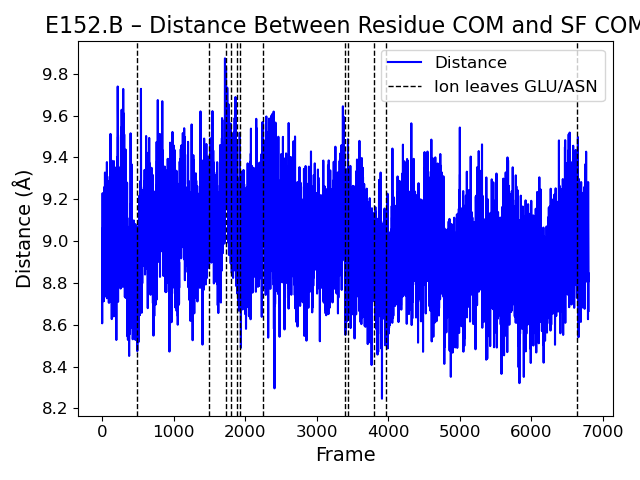 E152.B – Distance Between Residue COM and SF COM
Distance
Ion leaves GLU/ASN
Distance (Å)
9.8
9.6
9.4
9.2
9.0
8.8
8.6
8.4
8.2
0 1000 2000 3000 4000 5000 6000 7000
Frame